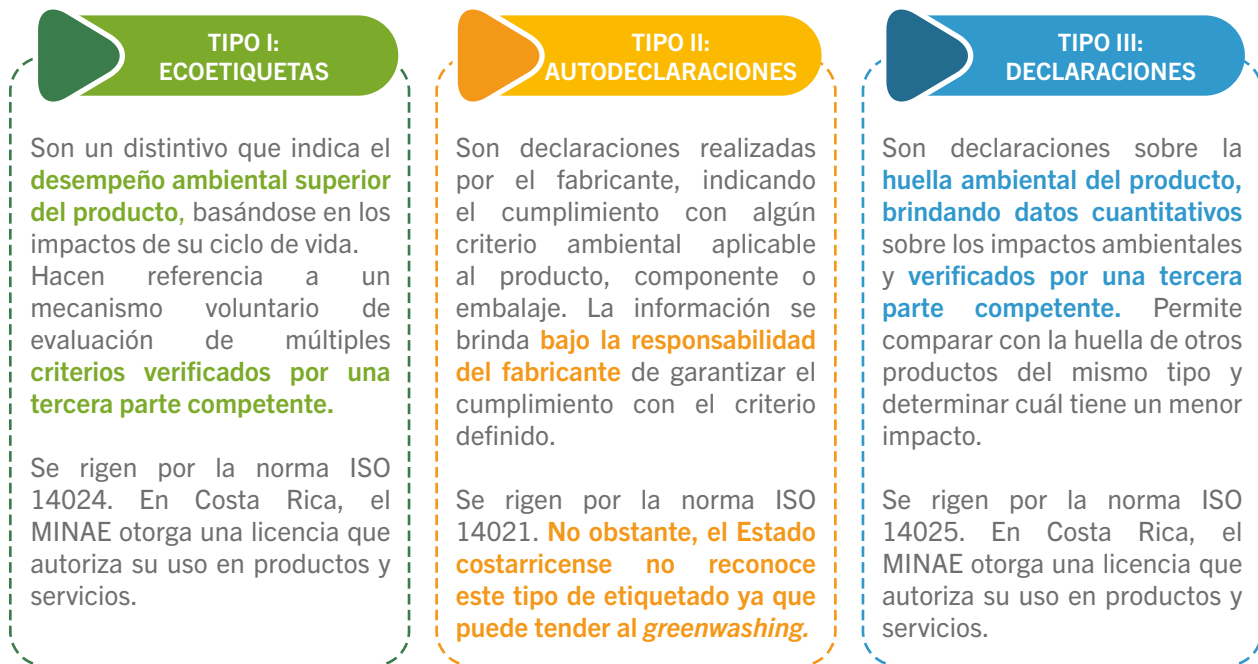 TIPO I:
ECOETIQUETAS
Son un distintivo que indica el
desempeño ambiental superior
del producto, basándose en los
impactos de su ciclo de vida.
Hacen referencia a un
mecanismo voluntario de
evaluación de múltiples
criterios verificados por una
tercera parte competente.
Se rigen por la norma ISO
14024. En Costa Rica, el
MINAE otorga una licencia que
autoriza su uso en productos y
servicios.
TIPO II:
AUTODECLARACIONES
Son declaraciones realizadas
por el fabricante, indicando
el cumplimiento con algún
criterio ambiental aplicable
al producto, componente o
embalaje. La información se
brinda bajo la responsabilidad
del fabricante de garantizar el
cumplimiento con el criterio
definido.
Se rigen por la norma ISO
14021. No obstante, el Estado
costarricense no reconoce
este tipo de etiquetado ya que
puede tender al greenwashing.
TIPO III:
DECLARACIONES
Son declaraciones sobre la
huella ambiental del producto,
brindando datos cuantitativos
sobre los impactos ambientales
y verificados por una tercera
parte competente. Permite
comparar con la huella de otros
productos del mismo tipo y
determinar cuál tiene un menor
impacto.
Se rigen por la norma ISO
14025. En Costa Rica, el
MINAE otorga una licencia que
autoriza su uso en productos y
servicios.